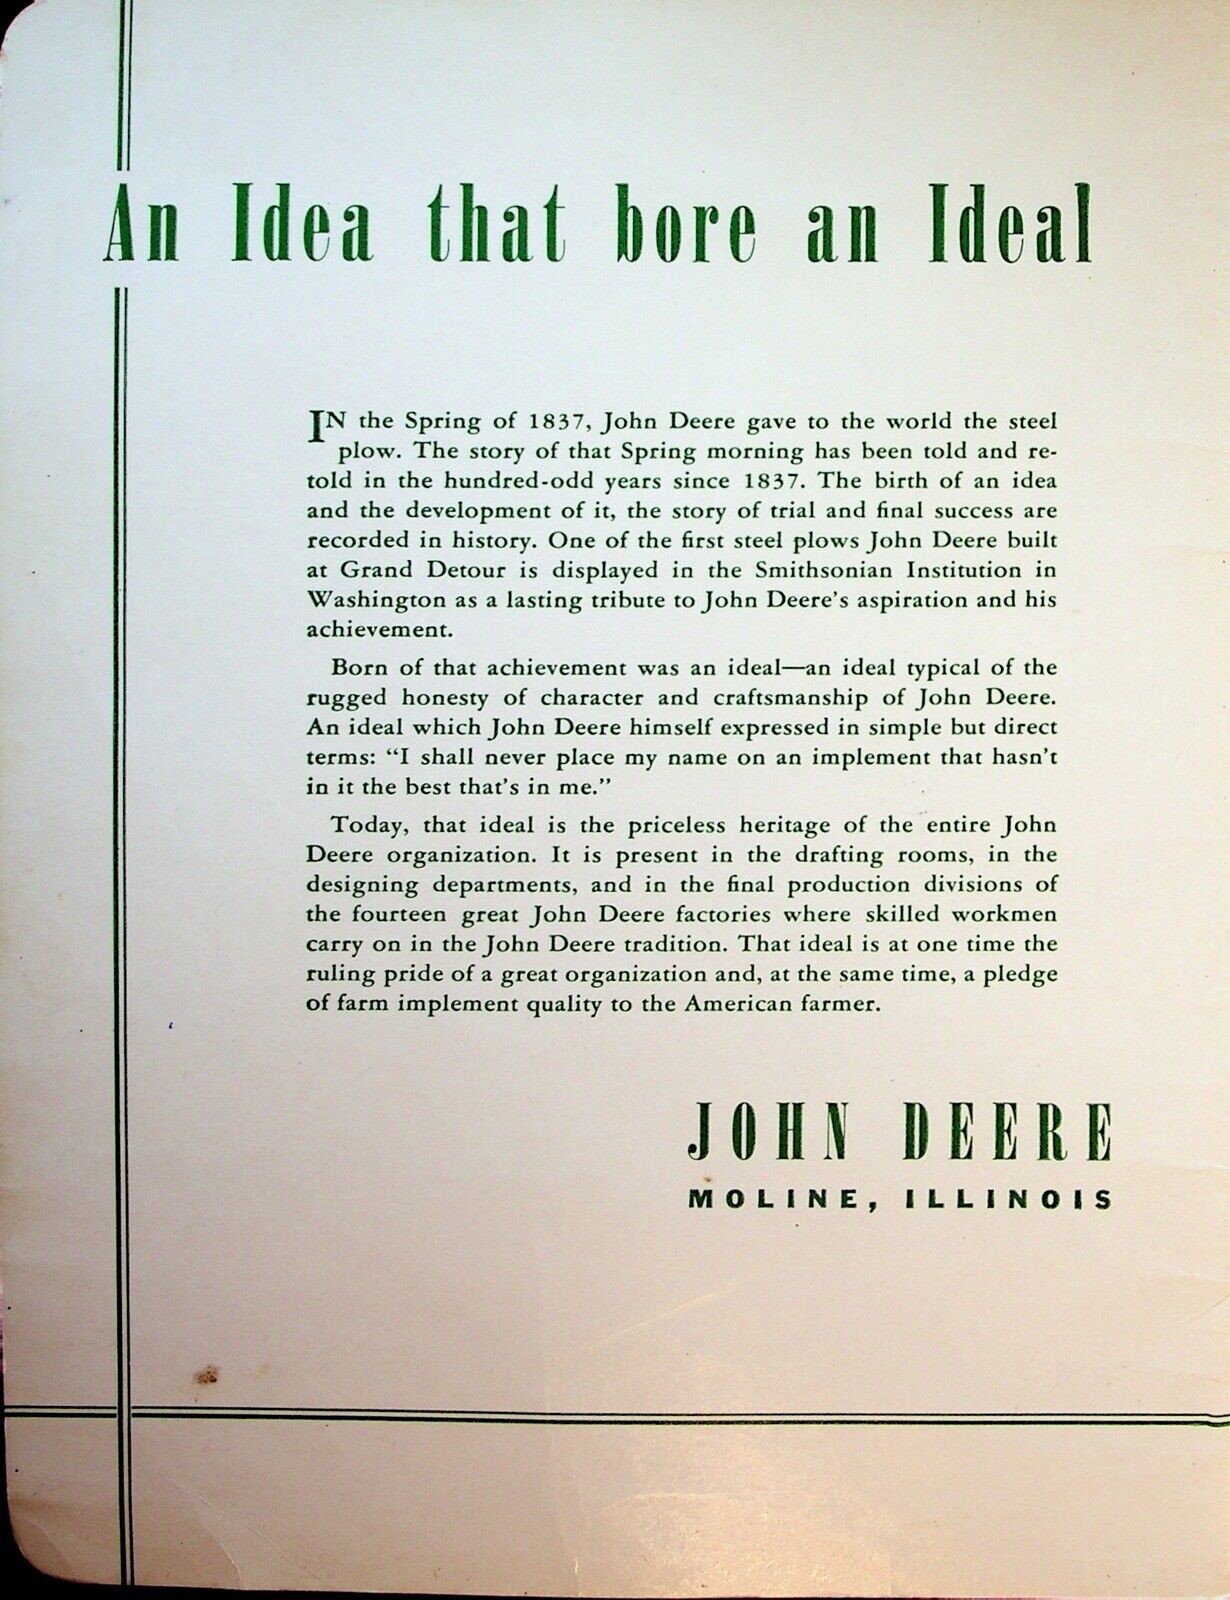 An Idea that bore an Ideal
IN the Spring of 1837, John Deere gave to the world the steel
plow. The story of that Spring morning has been told and re-
told in the hundred-odd years since 1837. The birth of an idea
and the development of it, the story of trial and final success are
recorded in history. One of the first steel plows John Deere built
at Grand Detour is displayed in the Smithsonian Institution in
Washington as a lasting tribute to John Deere's aspiration and his
achievement.
Born of that achievement was an ideal—an ideal typical of the
rugged honesty of character and craftsmanship of John Deere.
An ideal which John Deere himself expressed in simple but direct
terms: “I shall never place my name on an implement that hasn't
in it the best that's in me.”
Today, that ideal is the priceless heritage of the entire John
Deere organization. It is present in the drafting rooms, in the
designing departments, and in the final production divisions of
the fourteen great John Deere factories where skilled workmen
carry on in the John Deere tradition. That ideal is at one time the
ruling pride of a great organization and, at the same time, a pledge
of farm implement quality to the American farmer.
JOHN DEERE
MOLINE, ILLINOIS